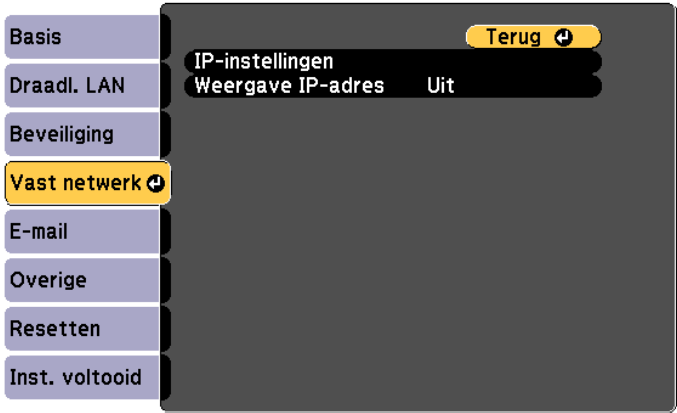 Basis
Draadl. LAN
Beveiliging
Vast netwerk
E-mail
Overige
Resetten
Inst. voltooid
Terug
IP-instellingen
Weergave IP-adres Uit